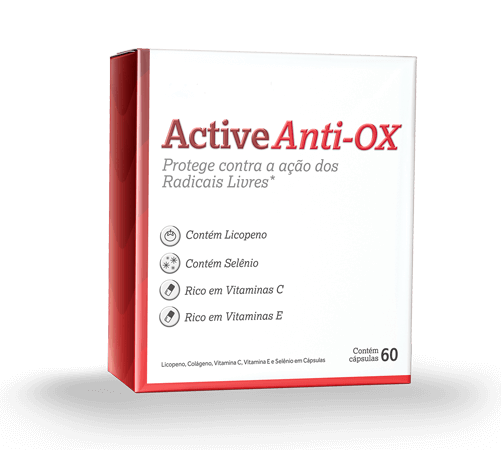 Active Anti-OX
Protege contra a ação dos
Radicais Livres*
Contém Licopeno
Contém Selênio
Rico em Vitaminas C
Rico em Vitaminas E
Contém
cápsulas 60
Licopeno, Colágeno, Vitamina C, Vitamina E e Selênio em Cápsulas